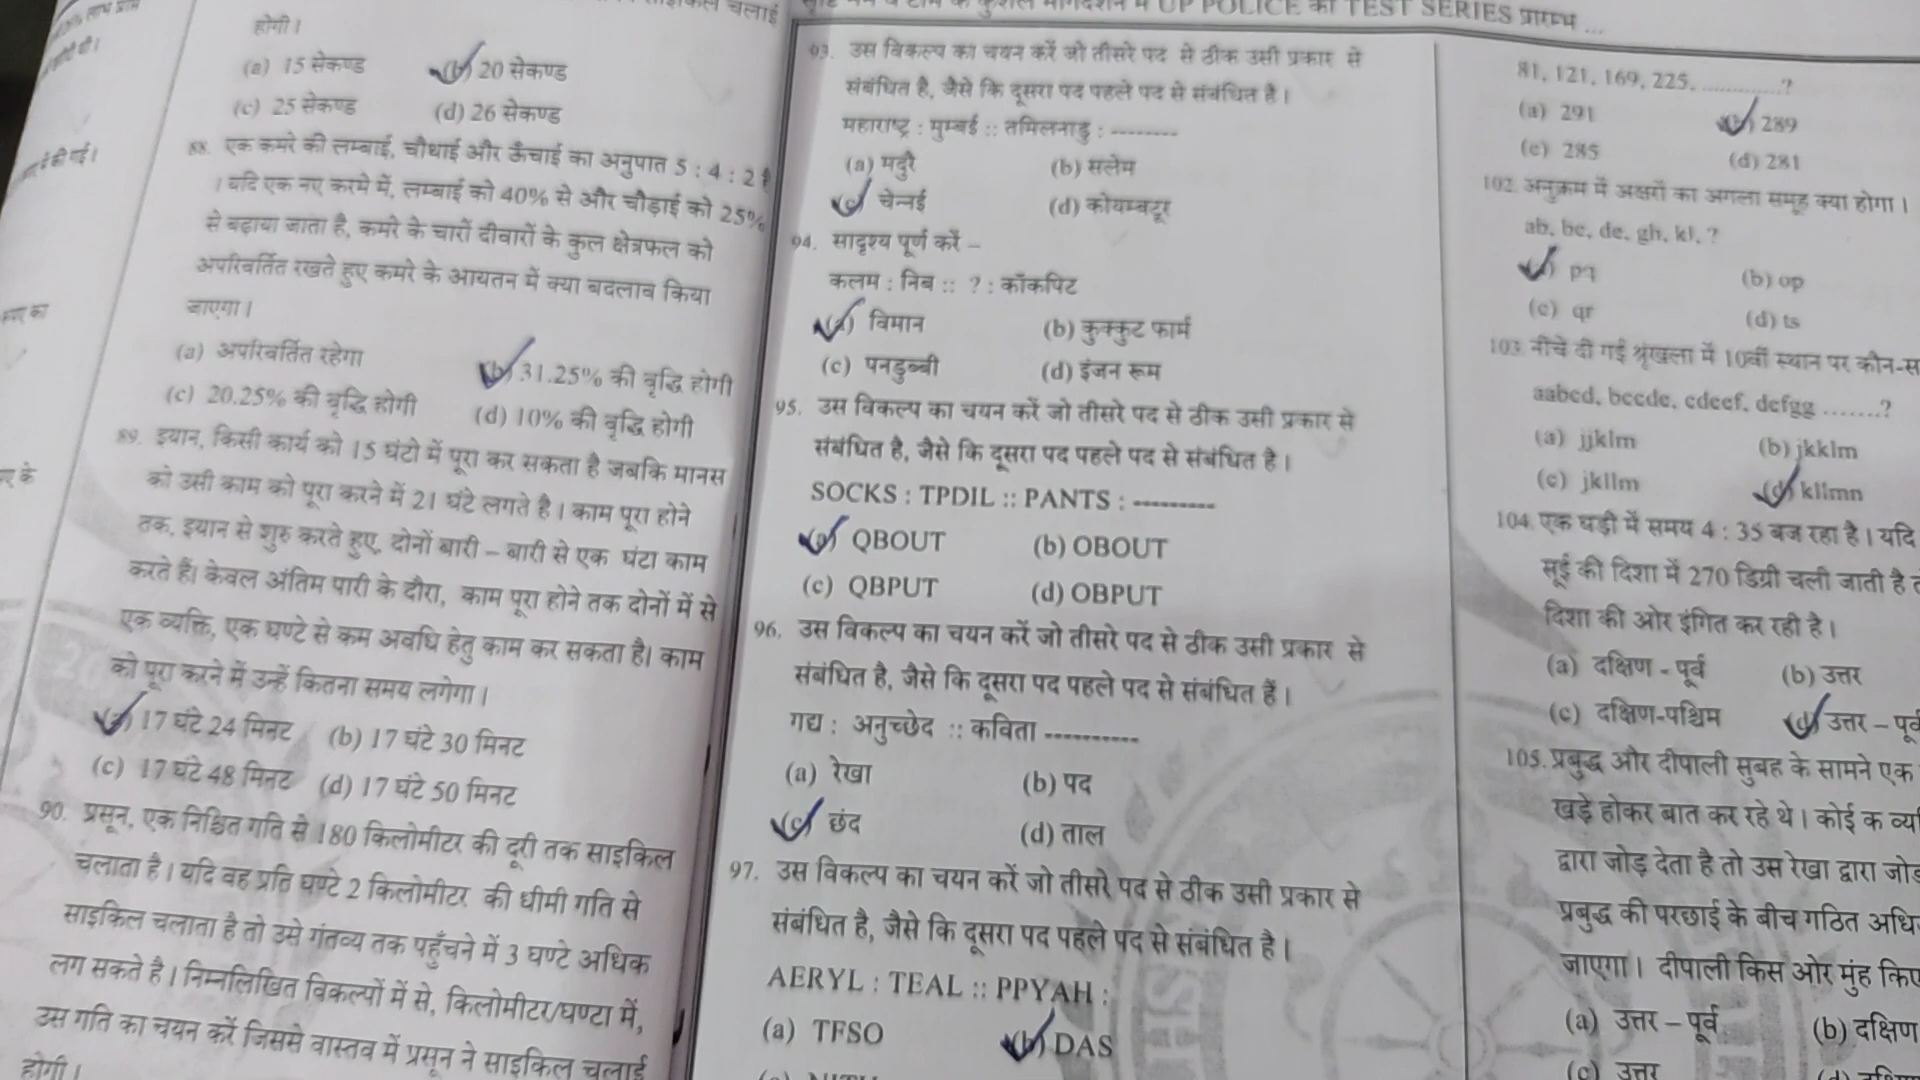 साइकिल चलाई
होगी।
(a) 15 सेकण्ड (b) 20 सेकण्ड
(c) 25 सेकण्ड (d) 26 सेकण्ड
88. एक कमरे की लम्बाई, चौथाई और ऊँचाई का अनुपात 5 : 4 : 2 है
। यदि एक नए करमे में, लम्बाई को 40% से और चौड़ाई को 25%
से बढ़ाया जाता है, कमरे के चारों दीवारों के कुल क्षेत्रफल को
अपरिवर्तित रखते हुए कमरे के आयतन में क्या बदलाव किया
जाएगा।
(a) अपरिवर्तित रहेगा (b) 31.25% की वृद्धि होगी
(c) 20.25% की वृद्धि होगी (d) 10% की वृद्धि होगी
89. इयान, किसी कार्य को 15 घंटो में पूरा कर सकता है जबकि मानस
को उसी काम को पूरा करने में 21 घंटे लगते है। काम पूरा होने
तक, इयान से शुरु करते हुए, दोनों बारी – बारी से एक घंटा काम
करते हैं। केवल अंतिम पारी के दौरा, काम पूरा होने तक दोनों में से
एक व्यक्ति, एक घण्टे से कम अवधि हेतु काम कर सकता है। काम
को पूरा करने में उन्हें कितना समय लगेगा।
(a) 17 घंटे 24 मिनट (b) 17 घंटे 30 मिनट
(c) 17 घंटे 48 मिनट (d) 17 घंटे 50 मिनट
90. प्रसून, एक निश्चित गति से 180 किलोमीटर की दूरी तक साइकिल
चलाता है। यदि वह प्रति घण्टे 2 किलोमीटर की धीमी गति से
साइकिल चलाता है तो उसे गंतव्य तक पहुँचने में 3 घण्टे अधिक
लग सकते है। निम्नलिखित विकल्पों में से, किलोमीटर/घण्टा में,
उस गति का चयन करें जिससे वास्तव में प्रसून ने साइकिल चलाई
होगी।
UP POLICE का TEST SERIES प्रारम्भ ...
93. उस विकल्प का चयन करें जो तीसरे पद से ठीक उसी प्रकार से
संबंधित है, जैसे कि दूसरा पद पहले पद से संबंधित है।
महाराष्ट्र : मुम्बई :: तमिलनाडु : --------
(a) मदुरै (b) सलेम
(c) चेन्नई (d) कोयम्बटूर
94. सादृश्य पूर्ण करें –
कलम : निब :: ? : कॉकपिट
(a) विमान (b) कुक्कुट फार्म
(c) पनडुब्बी (d) इंजन रूम
95. उस विकल्प का चयन करें जो तीसरे पद से ठीक उसी प्रकार से
संबंधित है, जैसे कि दूसरा पद पहले पद से संबंधित है।
SOCKS : TPDIL :: PANTS : ---------
(a) QBOUT (b) OBOUT
(c) QBPUT (d) OBPUT
96. उस विकल्प का चयन करें जो तीसरे पद से ठीक उसी प्रकार से
संबंधित है, जैसे कि दूसरा पद पहले पद से संबंधित हैं।
गद्य : अनुच्छेद :: कविता ----------
(a) रेखा (b) पद
(c) छंद (d) ताल
97. उस विकल्प का चयन करें जो तीसरे पद से ठीक उसी प्रकार से
संबंधित है, जैसे कि दूसरा पद पहले पद से संबंधित है।
AERYL : TEAL :: PPYAH :
(a) TFSO (b) DAS
81, 121, 169, 225, .............?
(a) 291 (b) 289
(c) 285 (d) 281
102. अनुक्रम में अक्षरों का अगला समूह क्या होगा।
ab, bc, de, gh, kl, ?
(a) pq (b) op
(c) qr (d) ts
103. नीचे दी गई श्रृंखला में 10वीं स्थान पर कौन-स
aabcd, bccde, cdeef, defgg .......?
(a) jjklm (b) jkklm
(c) jkllm (d) kllmn
104. एक घड़ी में समय 4 : 35 बज रहा है। यदि
सूई की दिशा में 270 डिग्री चली जाती है त
दिशा की ओर इंगित कर रही है।
(a) दक्षिण - पूर्व (b) उत्तर
(c) दक्षिण-पश्चिम (d) उत्तर – पूर्व
105. प्रबुद्ध और दीपाली सुबह के सामने एक
खड़े होकर बात कर रहे थे। कोई क व्य
द्वारा जोड़ देता है तो उस रेखा द्वारा जोड
प्रबुद्ध की परछाई के बीच गठित अधि
जाएगा। दीपाली किस ओर मुंह किए
(a) उत्तर – पूर्व (b) दक्षिण
(c) उत्तर